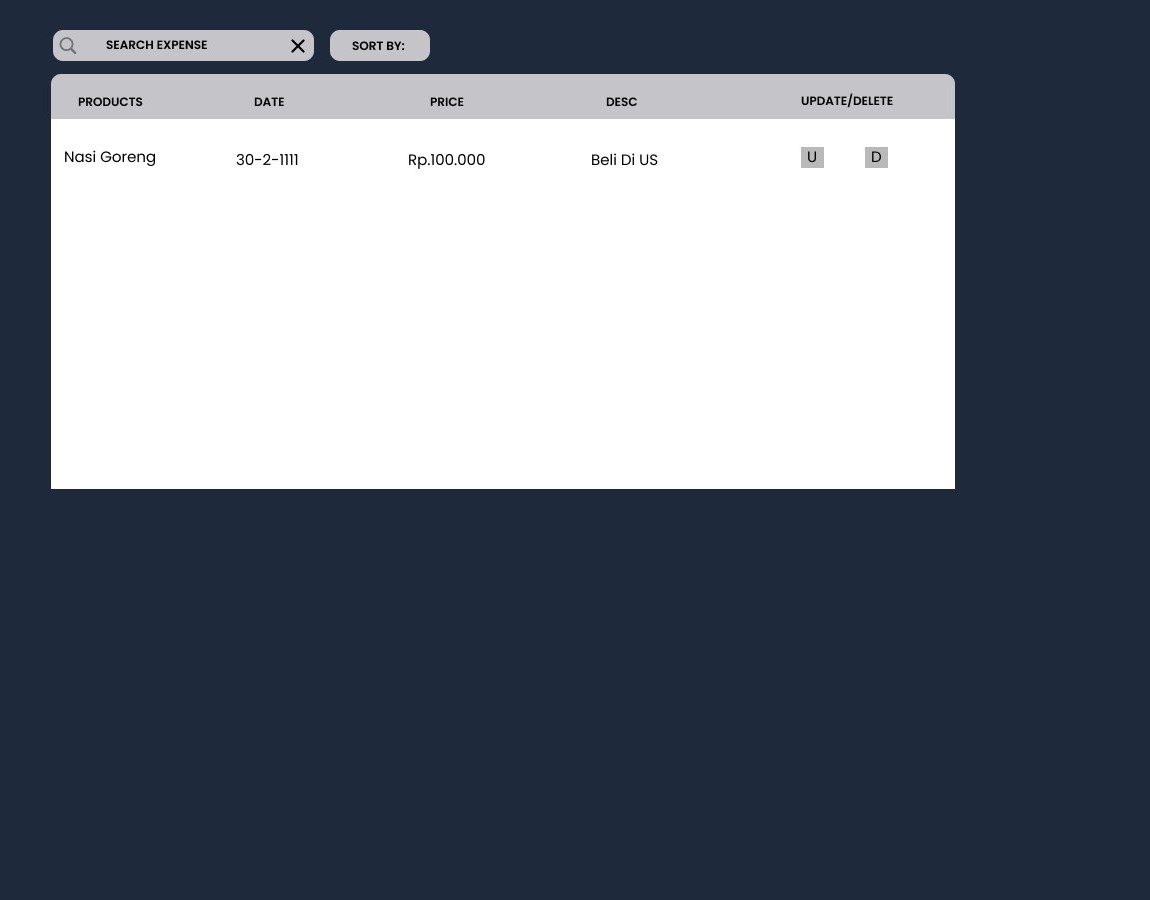 SEARCH EXPENSE
SORT BY:
PRODUCTS DATE PRICE DESC UPDATE/DELETE
Nasi Goreng 30-2-1111 Rp.100.000 Beli Di US U D